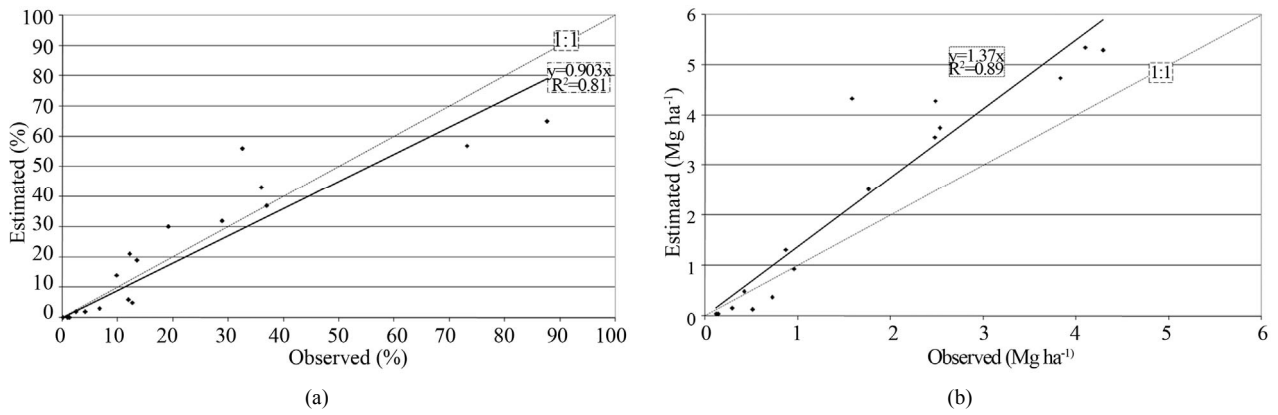 (a)
100
90
80
70
60
50
40
30
20
10
0
Estimated (%)
1:1
y=0.903x
R²=0.81
0 10 20 30 40 50 60 70 80 90 100
Observed (%)
(b)
6
5
4
3
2
1
0
Estimated (Mg ha⁻¹)
y=1.37x
R²=0.89
1:1
0 1 2 3 4 5 6
Observed (Mg ha⁻¹)
(a)
(b)